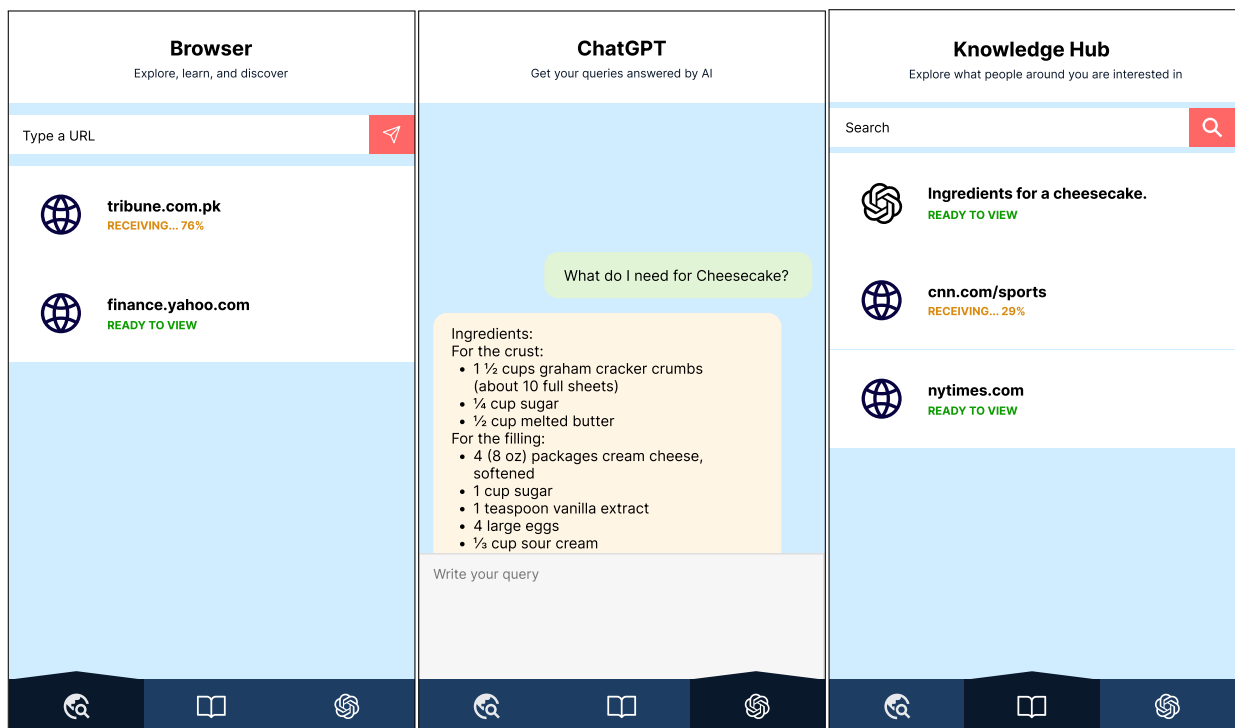 Browser
Explore, learn, and discover
Type a URL
tribune.com.pk
RECEIVING... 76%
finance.yahoo.com
READY TO VIEW
ChatGPT
Get your queries answered by AI
What do I need for Cheesecake?
Ingredients:
For the crust:
• 1 ½ cups graham cracker crumbs
(about 10 full sheets)
• ¼ cup sugar
• ½ cup melted butter
For the filling:
• 4 (8 oz) packages cream cheese,
softened
• 1 cup sugar
• 1 teaspoon vanilla extract
• 4 large eggs
• ⅓ cup sour cream
Write your query
Knowledge Hub
Explore what people around you are interested in
Search
Ingredients for a cheesecake.
READY TO VIEW
cnn.com/sports
RECEIVING... 29%
nytimes.com
READY TO VIEW